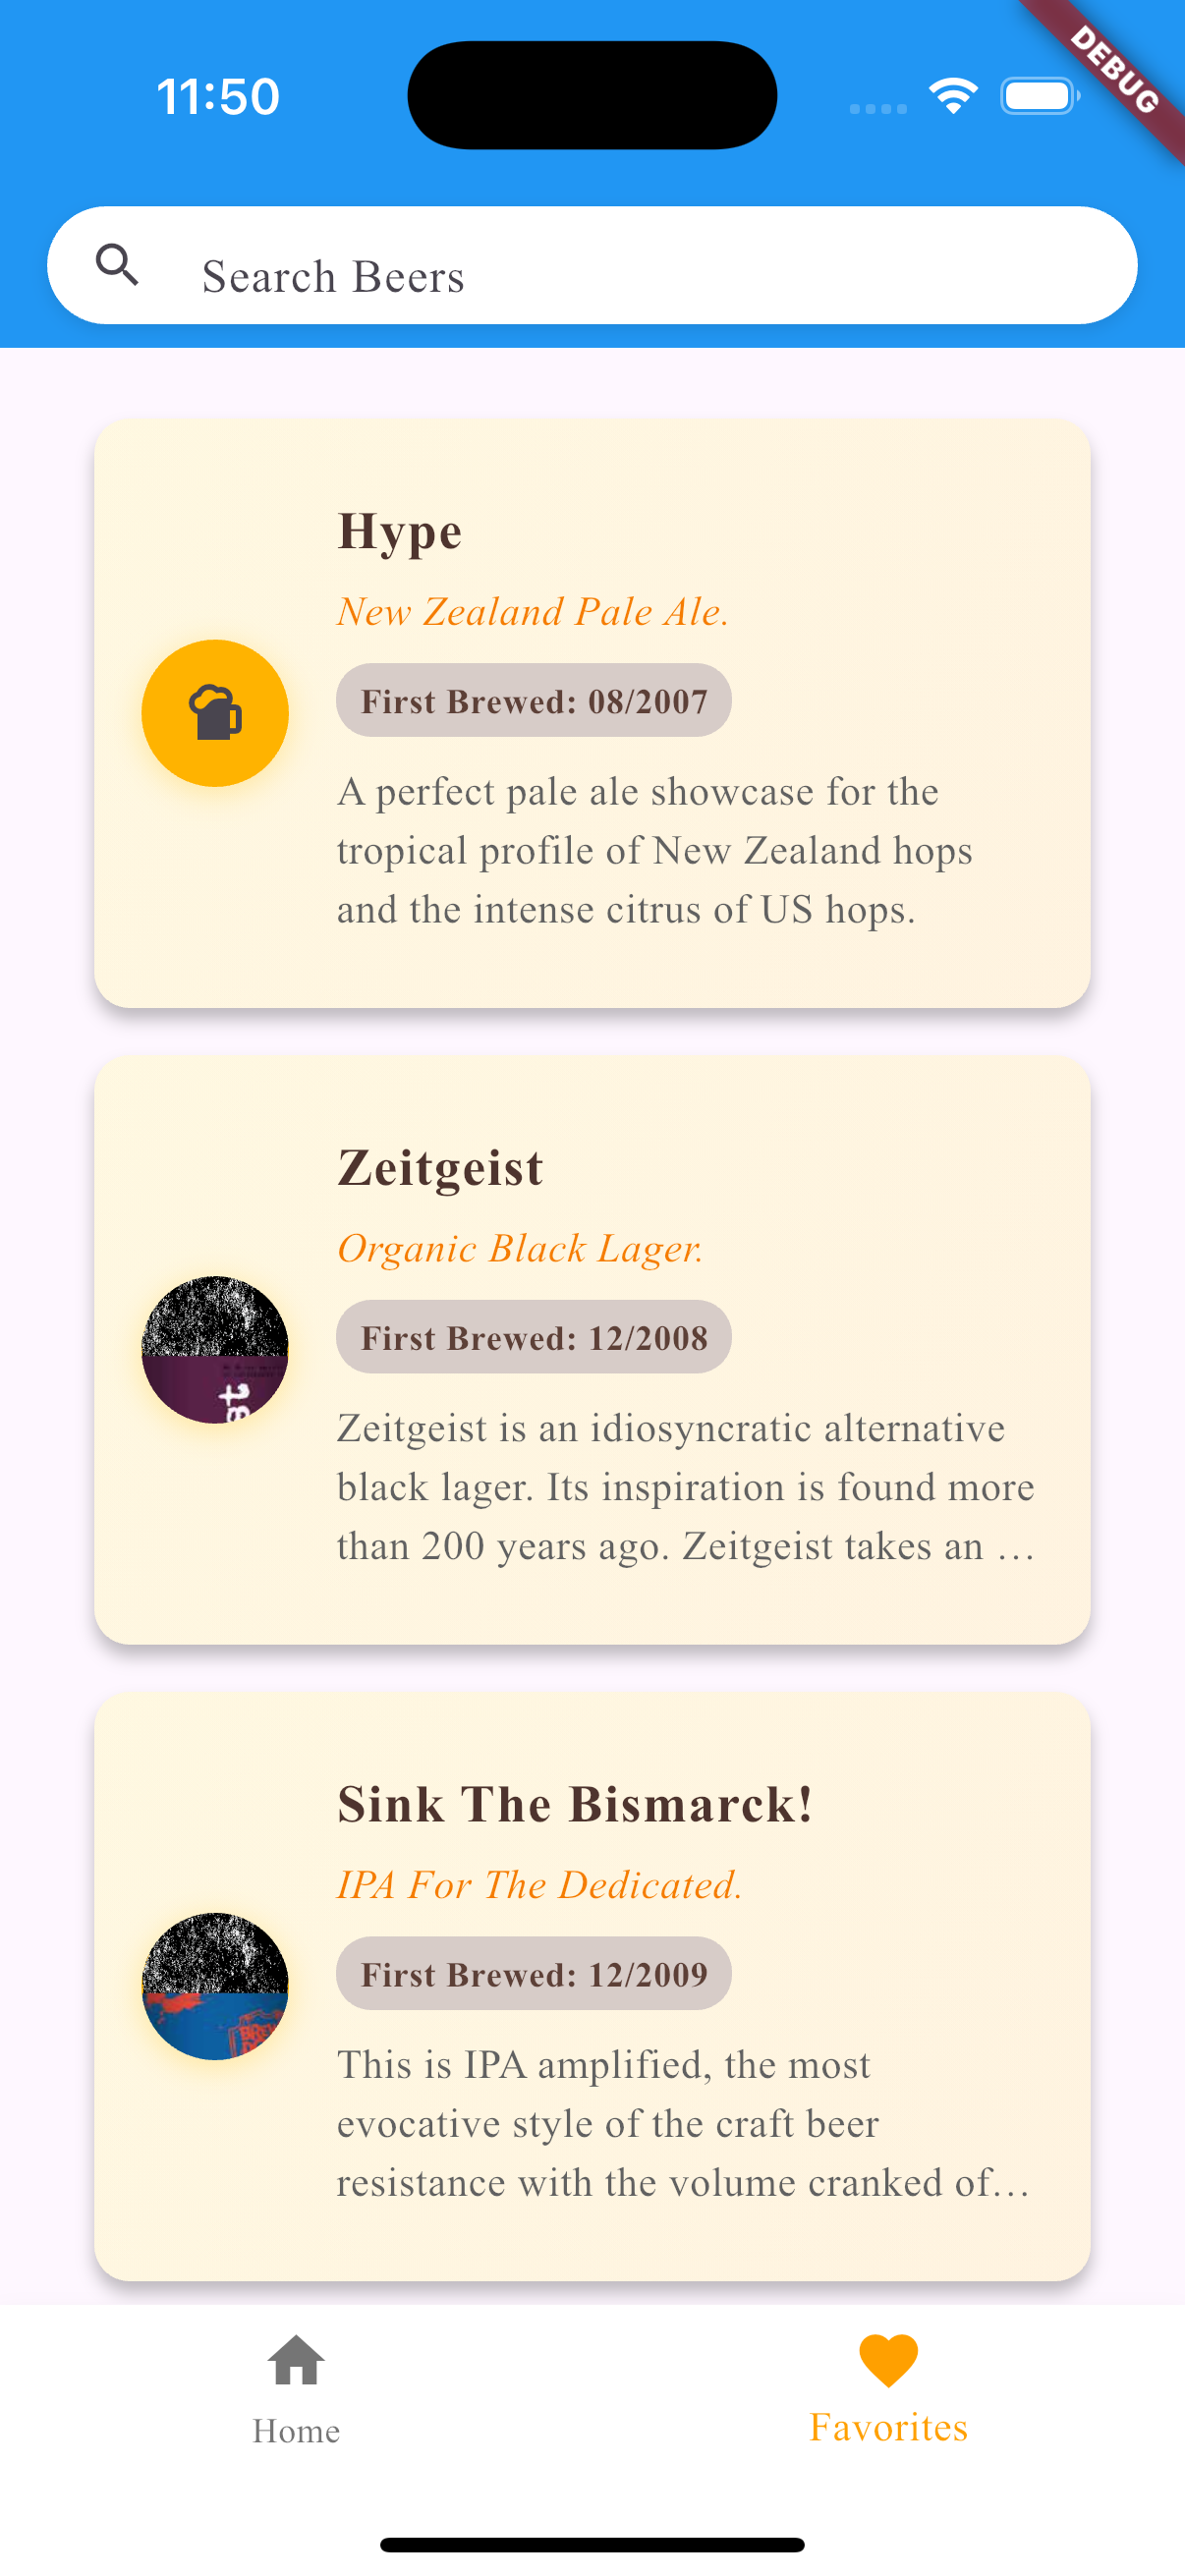 11:50
DEBUG
Search Beers
Hype
New Zealand Pale Ale.
First Brewed: 08/2007
A perfect pale ale showcase for the
tropical profile of New Zealand hops
and the intense citrus of US hops.
Zeitgeist
Organic Black Lager.
First Brewed: 12/2008
Zeitgeist is an idiosyncratic alternative
black lager. Its inspiration is found more
than 200 years ago. Zeitgeist takes an …
Sink The Bismarck!
IPA For The Dedicated.
First Brewed: 12/2009
This is IPA amplified, the most
evocative style of the craft beer
resistance with the volume cranked of…
Home
Favorites